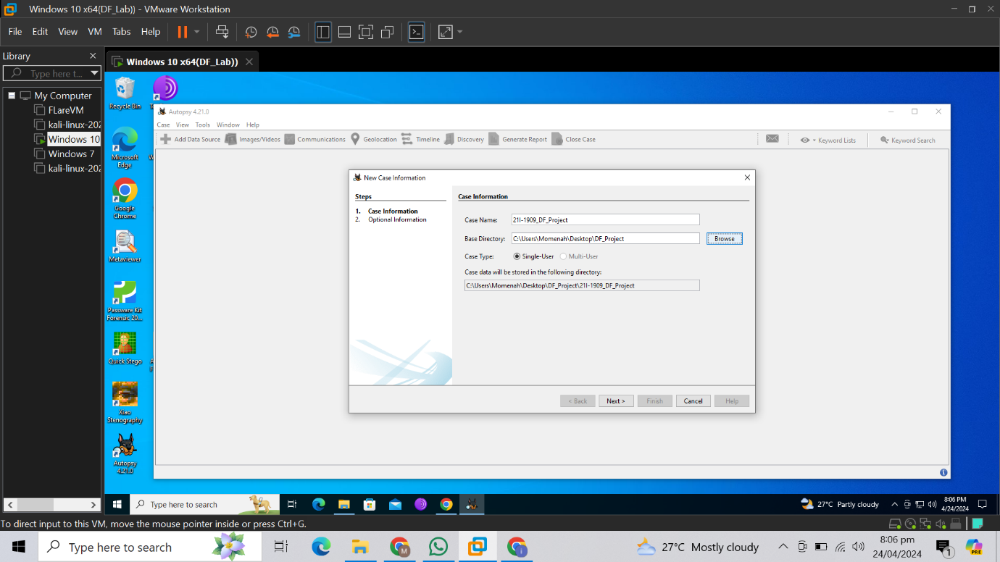 Windows 10 x64(DF_Lab)) - VMware Workstation
File Edit View VM Tabs Help
Library
Type here t...
My Computer
FLareVM
kali-linux-202
Windows 10
Windows 7
kali-linux-202
Windows 10 x64(DF_Lab))
Recycle Bin
Microsoft
Edge
Google
Chrome
Metaviewer
Passware Kit
Forensic 20...
Quick Stego
Xiao
Stenography
Autopsy
4.21.0
Autopsy 4.21.0
Case View Tools Window Help
Add Data Source Images/Videos Communications Geolocation Timeline Discovery Generate Report Close Case Keyword Lists Keyword Search
New Case Information
Steps
1. Case Information
2. Optional Information
Case Information
Case Name: 21I-1909_DF_Project
Base Directory: C:\Users\Momenah\Desktop\DF_Project Browse
Case Type: Single-User Multi-User
Case data will be stored in the following directory:
C:\Users\Momenah\Desktop\DF_Project\21I-1909_DF_Project
< Back Next > Finish Cancel Help
Type here to search
27°C Partly cloudy
8:06 PM
4/24/2024
To direct input to this VM, move the mouse pointer inside or press Ctrl+G.
Type here to search
27°C Mostly cloudy
8:06 pm
24/04/2024
1
PRE